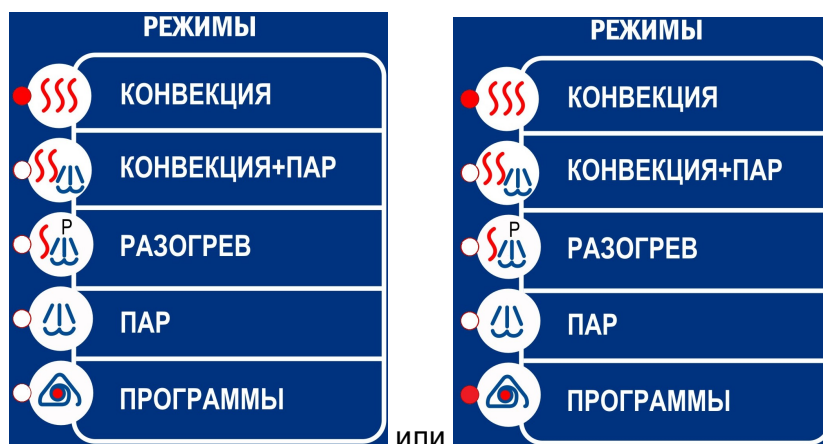 РЕЖИМЫ
КОНВЕКЦИЯ
КОНВЕКЦИЯ+ПАР
Р
РАЗОГРЕВ
ПАР
ПРОГРАММЫ
или
РЕЖИМЫ
КОНВЕКЦИЯ
КОНВЕКЦИЯ+ПАР
Р
РАЗОГРЕВ
ПАР
ПРОГРАММЫ